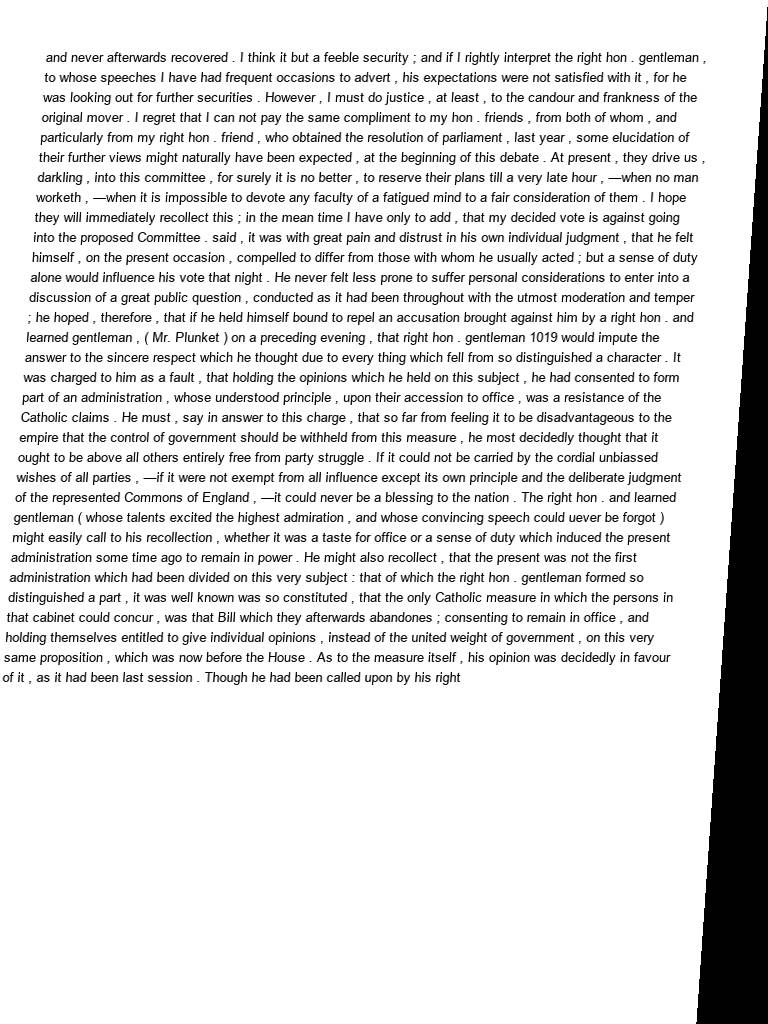 and never afterwards recovered . I think it but a feeble security ; and if I rightly interpret the right hon . gentleman ,
to whose speeches I have had frequent occasions to advert , his expectations were not satisfied with it , for he
was looking out for further securities . However , I must do justice , at least , to the candour and frankness of the
original mover . I regret that I can not pay the same compliment to my hon . friends , from both of whom , and
particularly from my right hon . friend , who obtained the resolution of parliament , last year , some elucidation of
their further views might naturally have been expected , at the beginning of this debate . At present , they drive us ,
darkling , into this committee , for surely it is no better , to reserve their plans till a very late hour , —when no man
worketh , —when it is impossible to devote any faculty of a fatigued mind to a fair consideration of them . I hope
they will immediately recollect this ; in the mean time I have only to add , that my decided vote is against going
into the proposed Committee . said , it was with great pain and distrust in his own individual judgment , that he felt
himself , on the present occasion , compelled to differ from those with whom he usually acted ; but a sense of duty
alone would influence his vote that night . He never felt less prone to suffer personal considerations to enter into a
discussion of a great public question , conducted as it had been throughout with the utmost moderation and temper
; he hoped , therefore , that if he held himself bound to repel an accusation brought against him by a right hon . and
learned gentleman , ( Mr. Plunket ) on a preceding evening , that right hon . gentleman 1019 would impute the
answer to the sincere respect which he thought due to every thing which fell from so distinguished a character . It
was charged to him as a fault , that holding the opinions which he held on this subject , he had consented to form
part of an administration , whose understood principle , upon their accession to office , was a resistance of the
Catholic claims . He must , say in answer to this charge , that so far from feeling it to be disadvantageous to the
empire that the control of government should be withheld from this measure , he most decidedly thought that it
ought to be above all others entirely free from party struggle . If it could not be carried by the cordial unbiassed
wishes of all parties , —if it were not exempt from all influence except its own principle and the deliberate judgment
of the represented Commons of England , —it could never be a blessing to the nation . The right hon . and learned
gentleman ( whose talents excited the highest admiration , and whose convincing speech could uever be forgot )
might easily call to his recollection , whether it was a taste for office or a sense of duty which induced the present
administration some time ago to remain in power . He might also recollect , that the present was not the first
administration which had been divided on this very subject : that of which the right hon . gentleman formed so
distinguished a part , it was well known was so constituted , that the only Catholic measure in which the persons in
that cabinet could concur , was that Bill which they afterwards abandones ; consenting to remain in office , and
holding themselves entitled to give individual opinions , instead of the united weight of government , on this very
same proposition , which was now before the House . As to the measure itself , his opinion was decidedly in favour
of it , as it had been last session . Though he had been called upon by his right